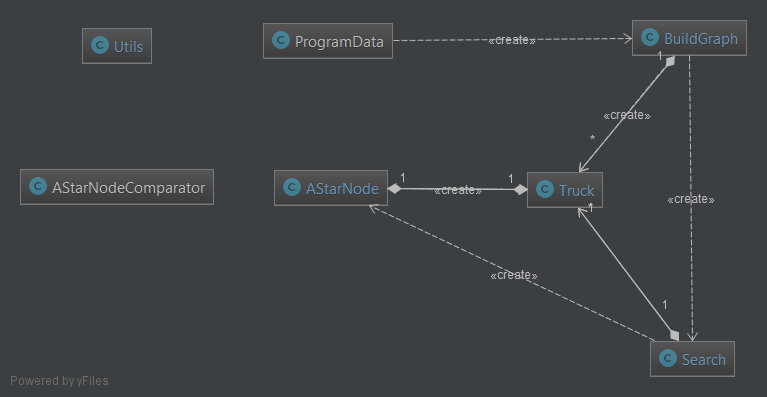 C Utils
C ProgramData
«create»
C BuildGraph
1
«create»
*
C AStarNodeComparator
C AStarNode
1
«create»
1
C Truck
1
«create»
«create»
1
C Search
Powered by yFiles